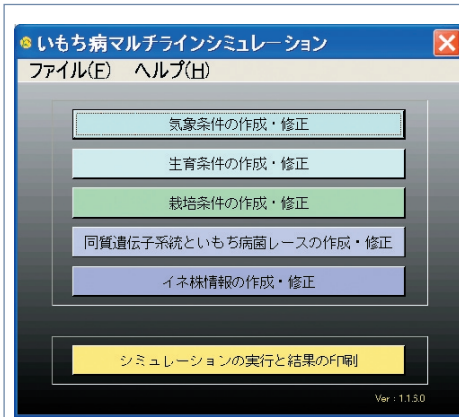 いもち病マルチラインシミュレーション
ファイル(F) ヘルプ(H)
気象条件の作成・修正
生育条件の作成・修正
栽培条件の作成・修正
同質遺伝子系統といもち病菌レースの作成・修正
イネ株情報の作成・修正
シミュレーションの実行と結果の印刷
Ver : 1.1.5.0